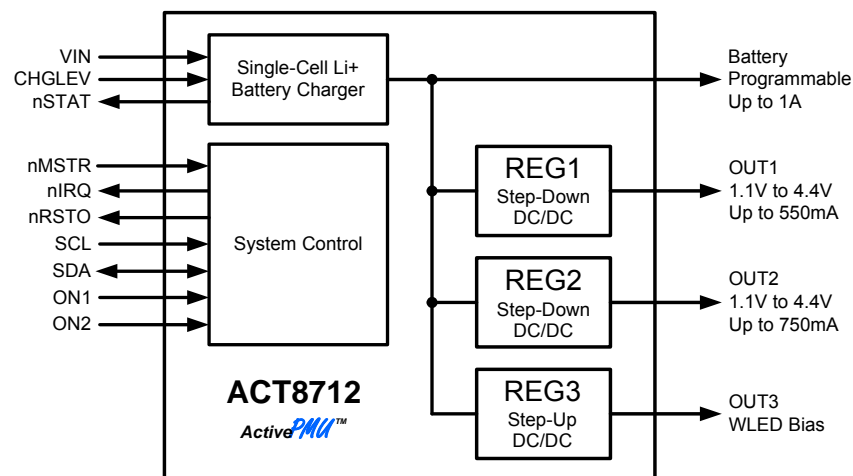 VIN
CHGLEV
nSTAT
Single-Cell Li+
Battery Charger
Battery
Programmable
Up to 1A
nMSTR
nIRQ
nRSTO
SCL
SDA
ON1
ON2
System Control
REG1
Step-Down
DC/DC
OUT1
1.1V to 4.4V
Up to 550mA
REG2
Step-Down
DC/DC
OUT2
1.1V to 4.4V
Up to 750mA
REG3
Step-Up
DC/DC
OUT3
WLED Bias
ACT8712
ActivePMU™